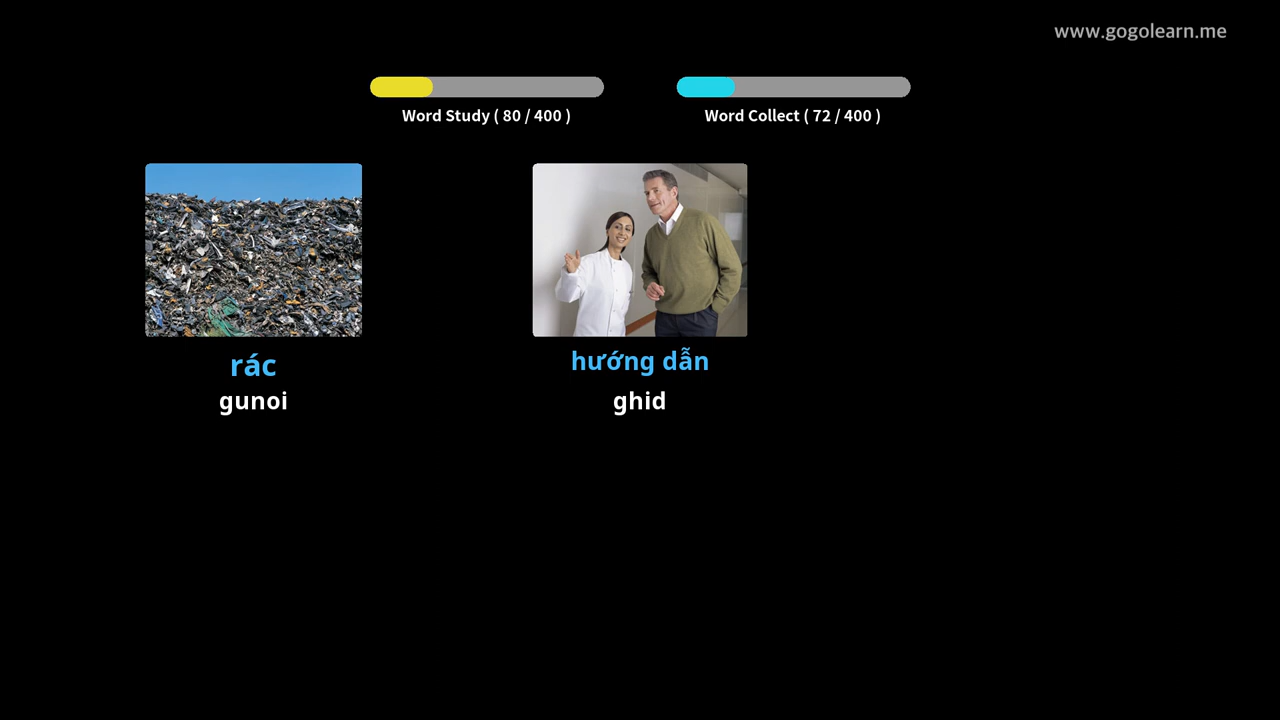 www.gogolearn.me
Word Study ( 80 / 400 )
Word Collect ( 72 / 400 )
rác
gunoi
hướng dẫn
ghid